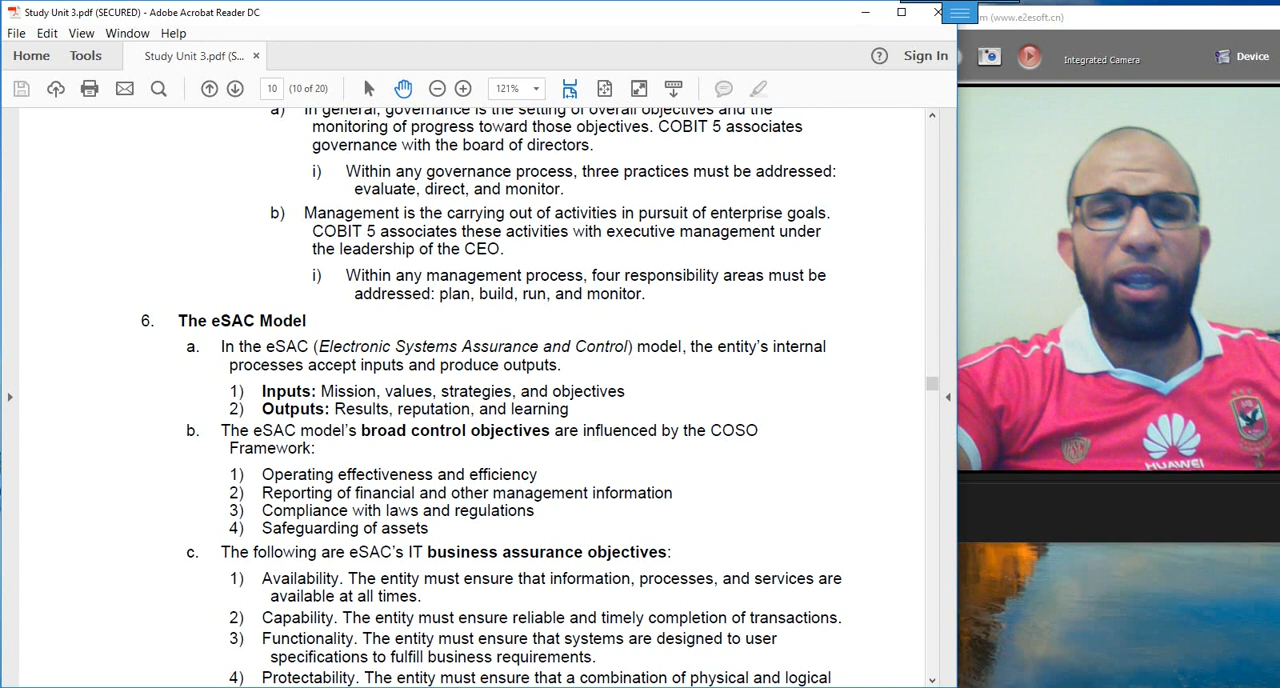 Study Unit 3.pdf (SECURED) - Adobe Acrobat Reader DC
m (www.e2esoft.cn)
File Edit View Window Help
Home Tools Study Unit 3.pdf (S... × Sign In
Integrated Camera Device
10 (10 of 20) 121%
a) In general, governance is the setting of overall objectives and the
monitoring of progress toward those objectives. COBIT 5 associates
governance with the board of directors.
i) Within any governance process, three practices must be addressed:
evaluate, direct, and monitor.
b) Management is the carrying out of activities in pursuit of enterprise goals.
COBIT 5 associates these activities with executive management under
the leadership of the CEO.
i) Within any management process, four responsibility areas must be
addressed: plan, build, run, and monitor.
6. The eSAC Model
a. In the eSAC (Electronic Systems Assurance and Control) model, the entity's internal
processes accept inputs and produce outputs.
1) Inputs: Mission, values, strategies, and objectives
2) Outputs: Results, reputation, and learning
b. The eSAC model's broad control objectives are influenced by the COSO
Framework:
1) Operating effectiveness and efficiency
2) Reporting of financial and other management information
3) Compliance with laws and regulations
4) Safeguarding of assets
c. The following are eSAC's IT business assurance objectives:
1) Availability. The entity must ensure that information, processes, and services are
available at all times.
2) Capability. The entity must ensure reliable and timely completion of transactions.
3) Functionality. The entity must ensure that systems are designed to user
specifications to fulfill business requirements.
4) Protectability. The entity must ensure that a combination of physical and logical
HUAWEI